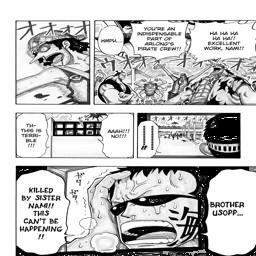 HA HA HA
HA HA!!
EXCELLENT
WORK, NAMI!!
YOU'RE AN
INDISPENSABLE
PART OF
ARLONG'S
PIRATE CREW!!
HMPH...
!!
AAAH!!!
NO!!!
TH-
THIS IS
TERRI-
BLE
!!!
BROTHER
USOPP...
KILLED
BY SISTER
NAMI!!
THIS
CAN'T BE
HAPPENING
!!